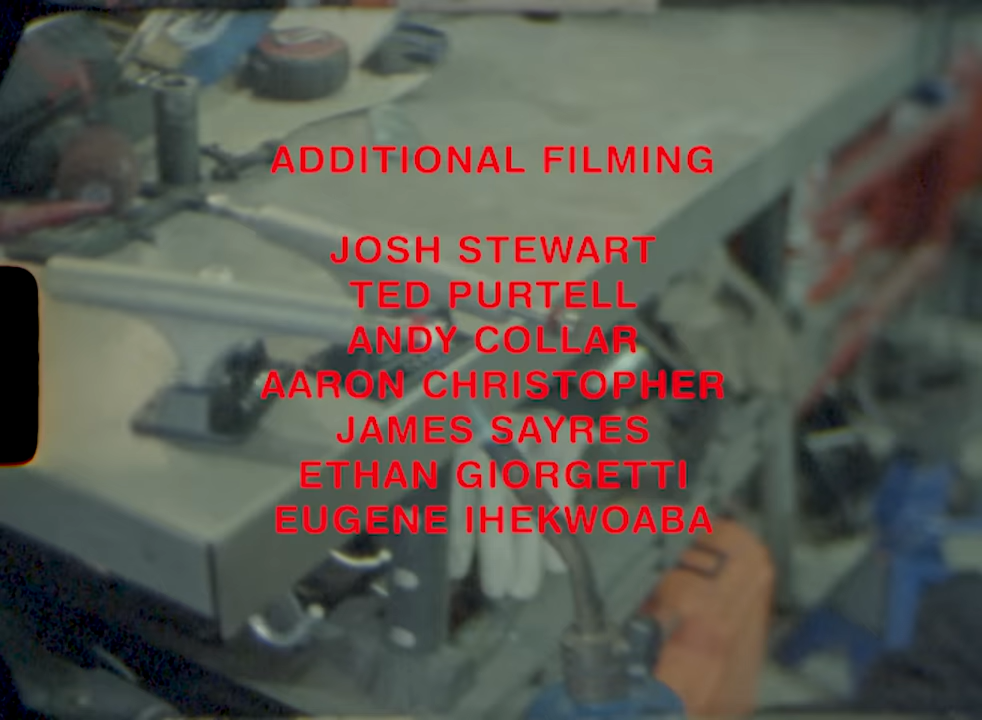 ADDITIONAL FILMING
JOSH STEWART
TED PURTELL
ANDY COLLAR
AARON CHRISTOPHER
JAMES SAYRES
ETHAN GIORGETTI
EUGENE IHEKWOABA